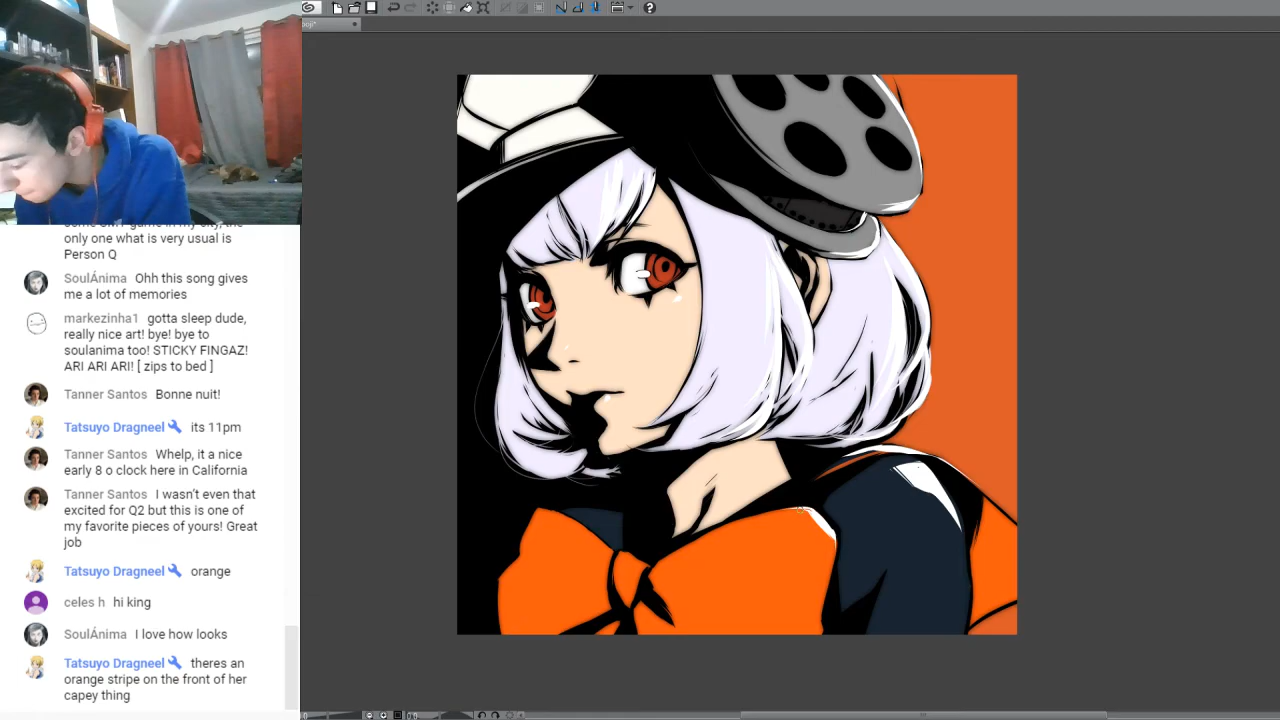 only one what is very usual is
Person Q
SoulÁnima Ohh this song gives
me a lot of memories
markezinha1 gotta sleep dude,
really nice art! bye! bye to
soulanima too! STICKY FINGAZ!
ARI ARI ARI! [ zips to bed ]
Tanner Santos Bonne nuit!
Tatsuyo Dragneel its 11pm
Tanner Santos Whelp, it a nice
early 8 o clock here in California
Tanner Santos I wasn't even that
excited for Q2 but this is one of
my favorite pieces of yours! Great
job
Tatsuyo Dragneel orange
celes h hi king
SoulÁnima I love how looks
Tatsuyo Dragneel theres an
orange stripe on the front of her
capey thing